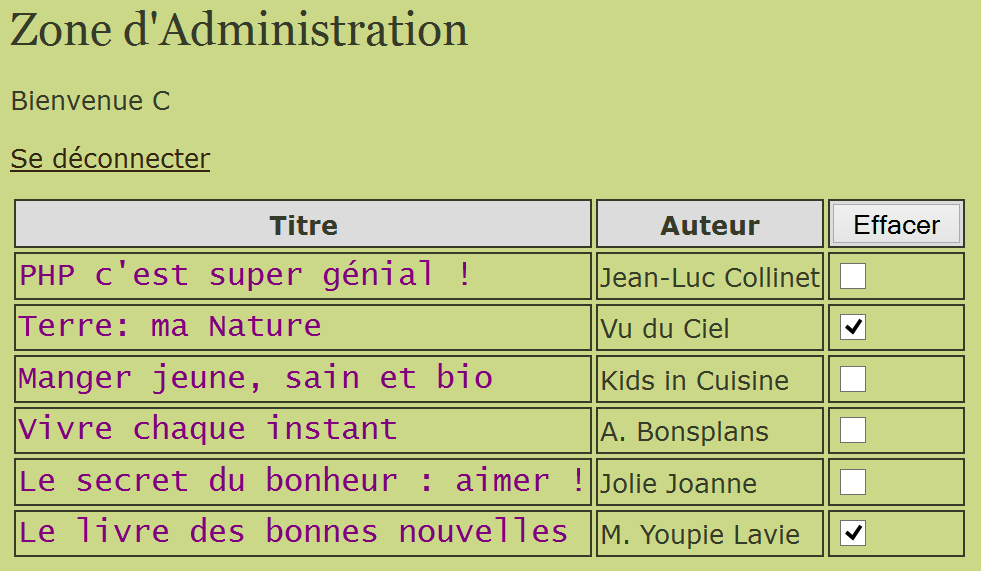 Zone d'Administration
Bienvenue C
Se déconnecter
Titre Auteur Effacer
PHP c'est super génial ! Jean-Luc Collinet
Terre: ma Nature Vu du Ciel
Manger jeune, sain et bio Kids in Cuisine
Vivre chaque instant A. Bonsplans
Le secret du bonheur : aimer ! Jolie Joanne
Le livre des bonnes nouvelles M. Youpie Lavie